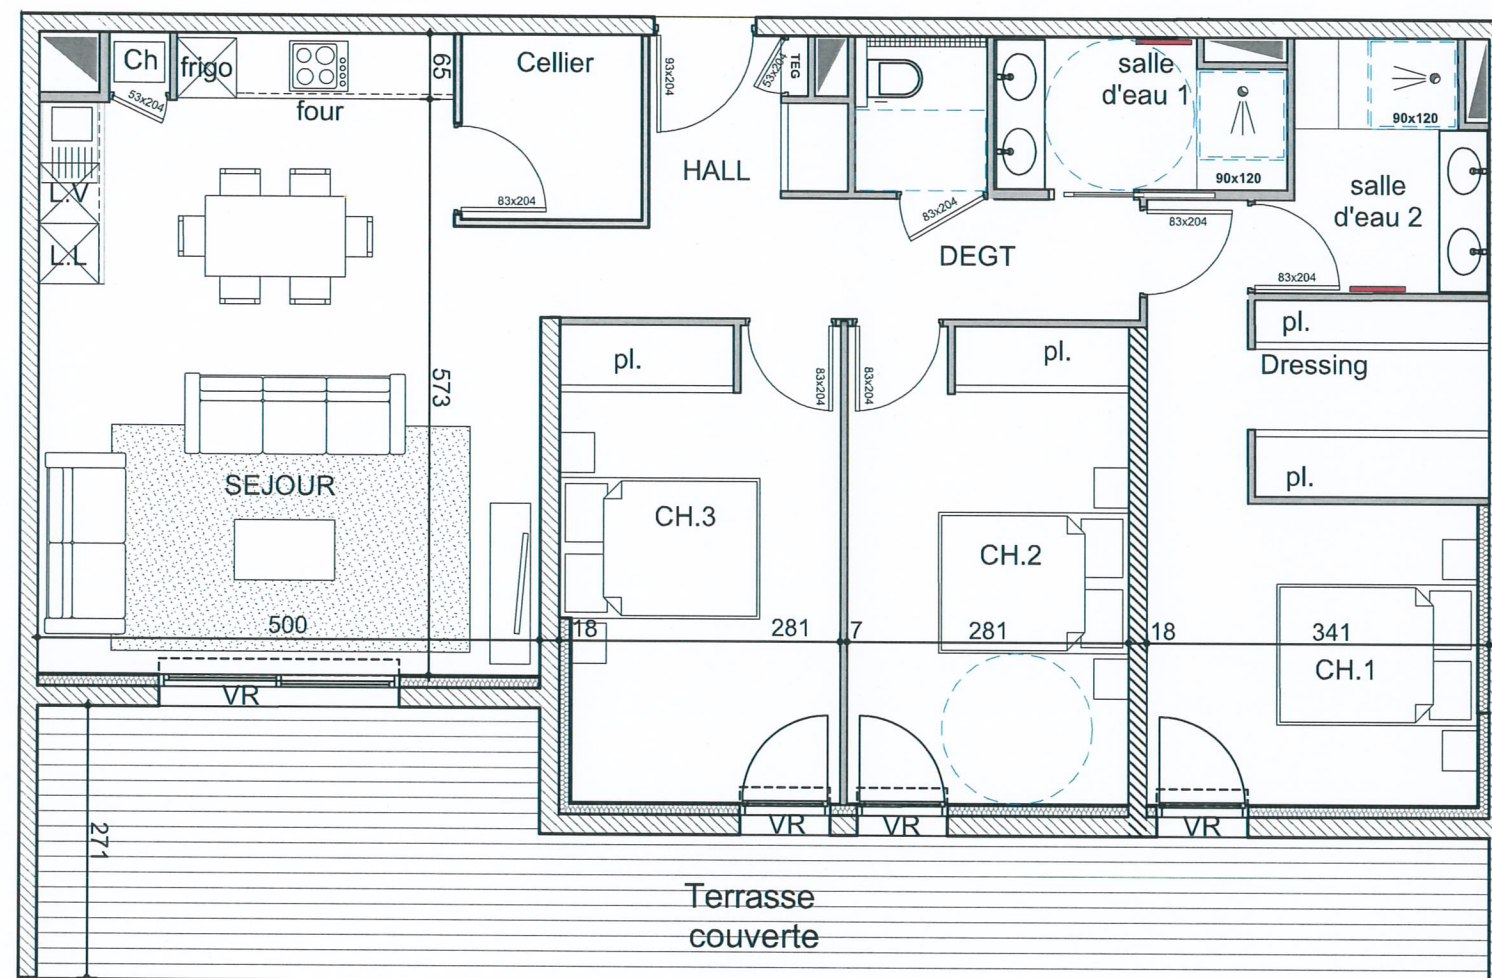 Ch
frigo
four
53x204
65
Cellier
93x204
53x204
TEG
salle
d'eau 1
90x120
90x120
L.V
L.L
83x204
HALL
83x204
DEGT
83x204
salle
d'eau 2
83x204
573
pl.
83x204
83x204
pl.
pl.
Dressing
pl.
SEJOUR
CH.3
CH.2
500
18
281
7
281
18
341
CH.1
VR
VR
VR
VR
271
Terrasse
couverte